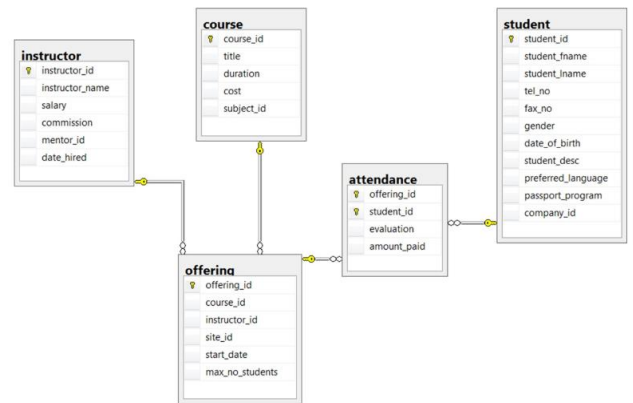 instructor
instructor_id
instructor_name
salary
commission
mentor_id
date_hired
course
course_id
title
duration
cost
subject_id
student
student_id
student_fname
student_lname
tel_no
fax_no
gender
date_of_birth
student_desc
preferred_language
passport_program
company_id
attendance
offering_id
student_id
evaluation
amount_paid
offering
offering_id
course_id
instructor_id
site_id
start_date
max_no_students